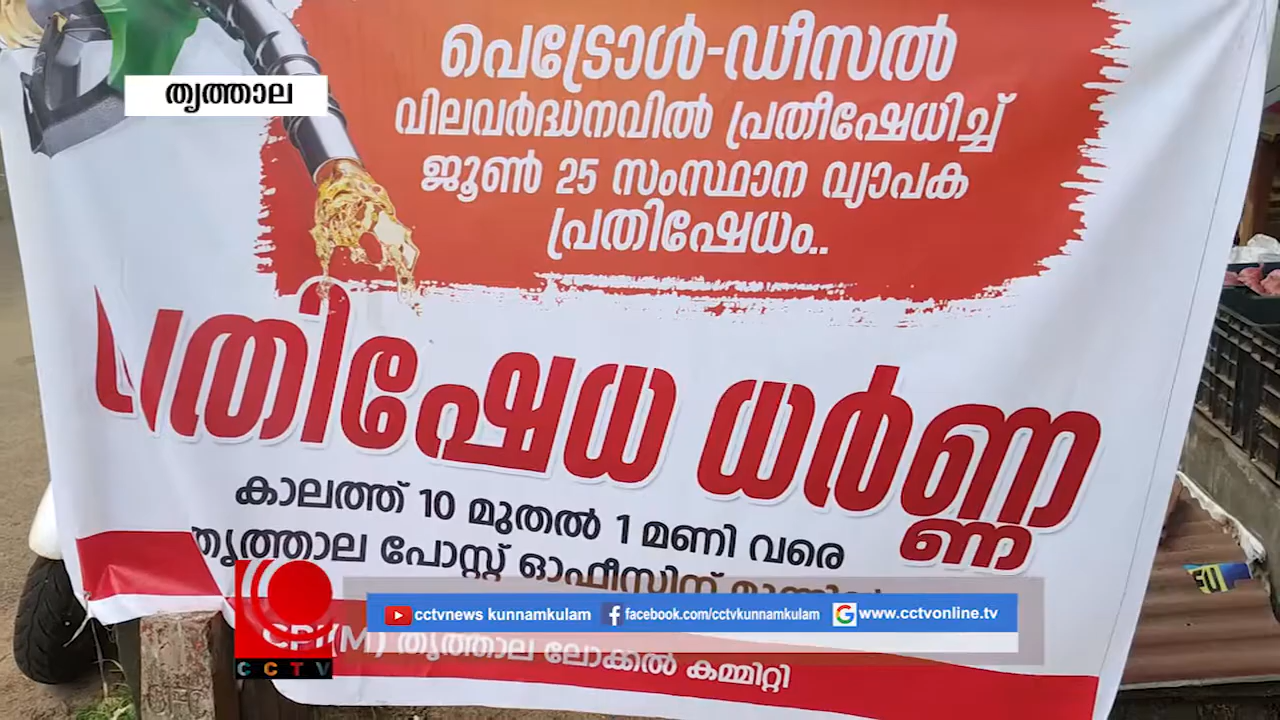 തൃത്താല
പെട്രോൾ-ഡീസൽ
വിലവർദ്ധനവിൽ പ്രതീഷേധിച്ച്
ജൂൺ 25 സംസ്ഥാന വ്യാപക
പ്രതിഷേധം..
പ്രതിഷേധ ധർണ്ണ
കാലത്ത് 10 മുതൽ 1 മണി വരെ
തൃത്താല പോസ്റ്റ് ഓഫീസിന്
cctvnews kunnamkulam facebook.com/cctvkunnamkulam www.cctvonline.tv
CPI(M) തൃത്താല ലോക്കൽ കമ്മിറ്റി
CCTV